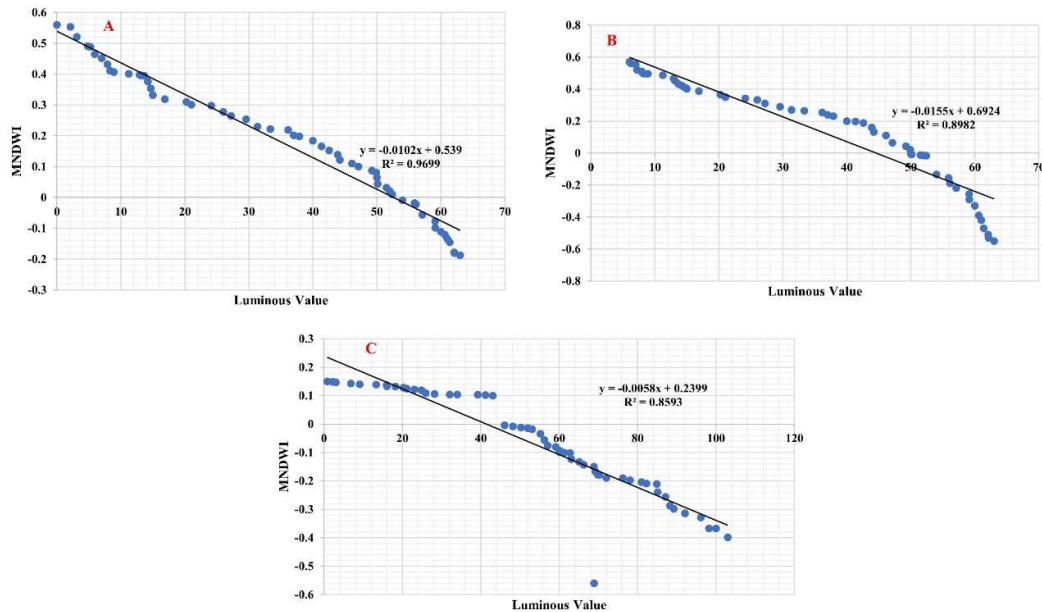 A
0.6
0.5
0.4
0.3
0.2
0.1
0
-0.1
-0.2
-0.3
MNDWI
0 10 20 30 40 50 60 70
Luminous Value
y = -0.0102x + 0.539
R² = 0.9699
B
0.8
0.6
0.4
0.2
0
-0.2
-0.4
-0.6
-0.8
MNDWI
0 10 20 30 40 50 60 70
Luminous Value
y = -0.0155x + 0.6924
R² = 0.8982
C
0.3
0.2
0.1
0
-0.1
-0.2
-0.3
-0.4
-0.5
-0.6
MNDWI
0 20 40 60 80 100 120
Luminous Value
y = -0.0058x + 0.2399
R² = 0.8593